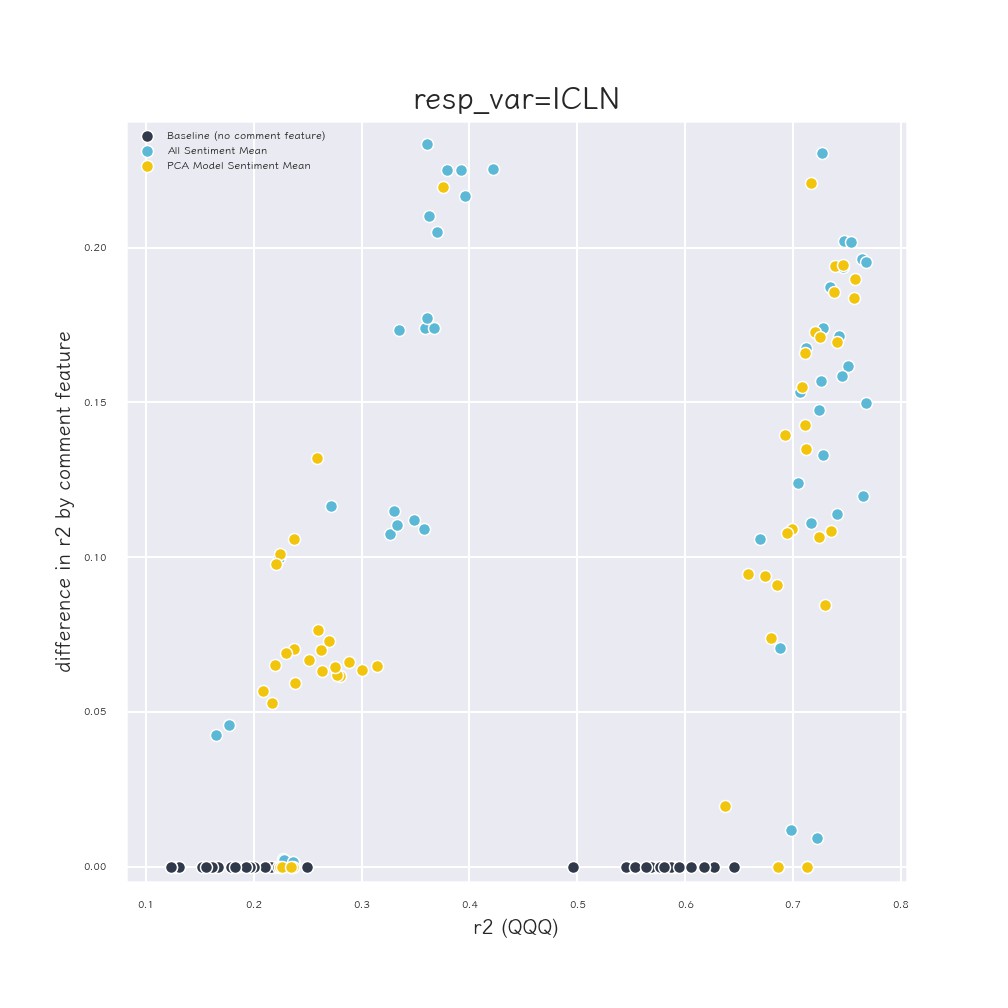 resp_var=ICLN
Baseline (no comment feature)
All Sentiment Mean
PCA Model Sentiment Mean
difference in r2 by comment feature
0.20
0.15
0.10
0.05
0.00
0.1 0.2 0.3 0.4 0.5 0.6 0.7 0.8
r2 (QQQ)